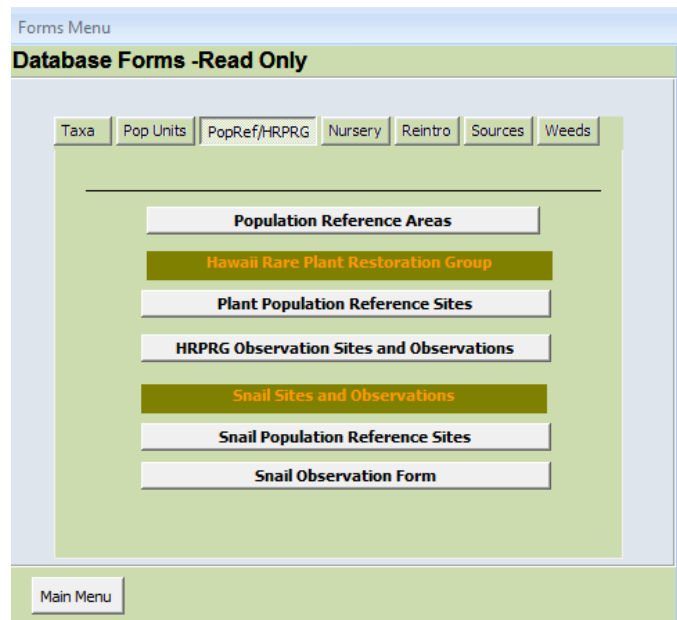 Forms Menu
Database Forms -Read Only
Taxa Pop Units PopRef/HRPRG Nursery Reintro Sources Weeds
Population Reference Areas
Hawaii Rare Plant Restoration Group
Plant Population Reference Sites
HRPRG Observation Sites and Observations
Snail Sites and Observations
Snail Population Reference Sites
Snail Observation Form
Main Menu